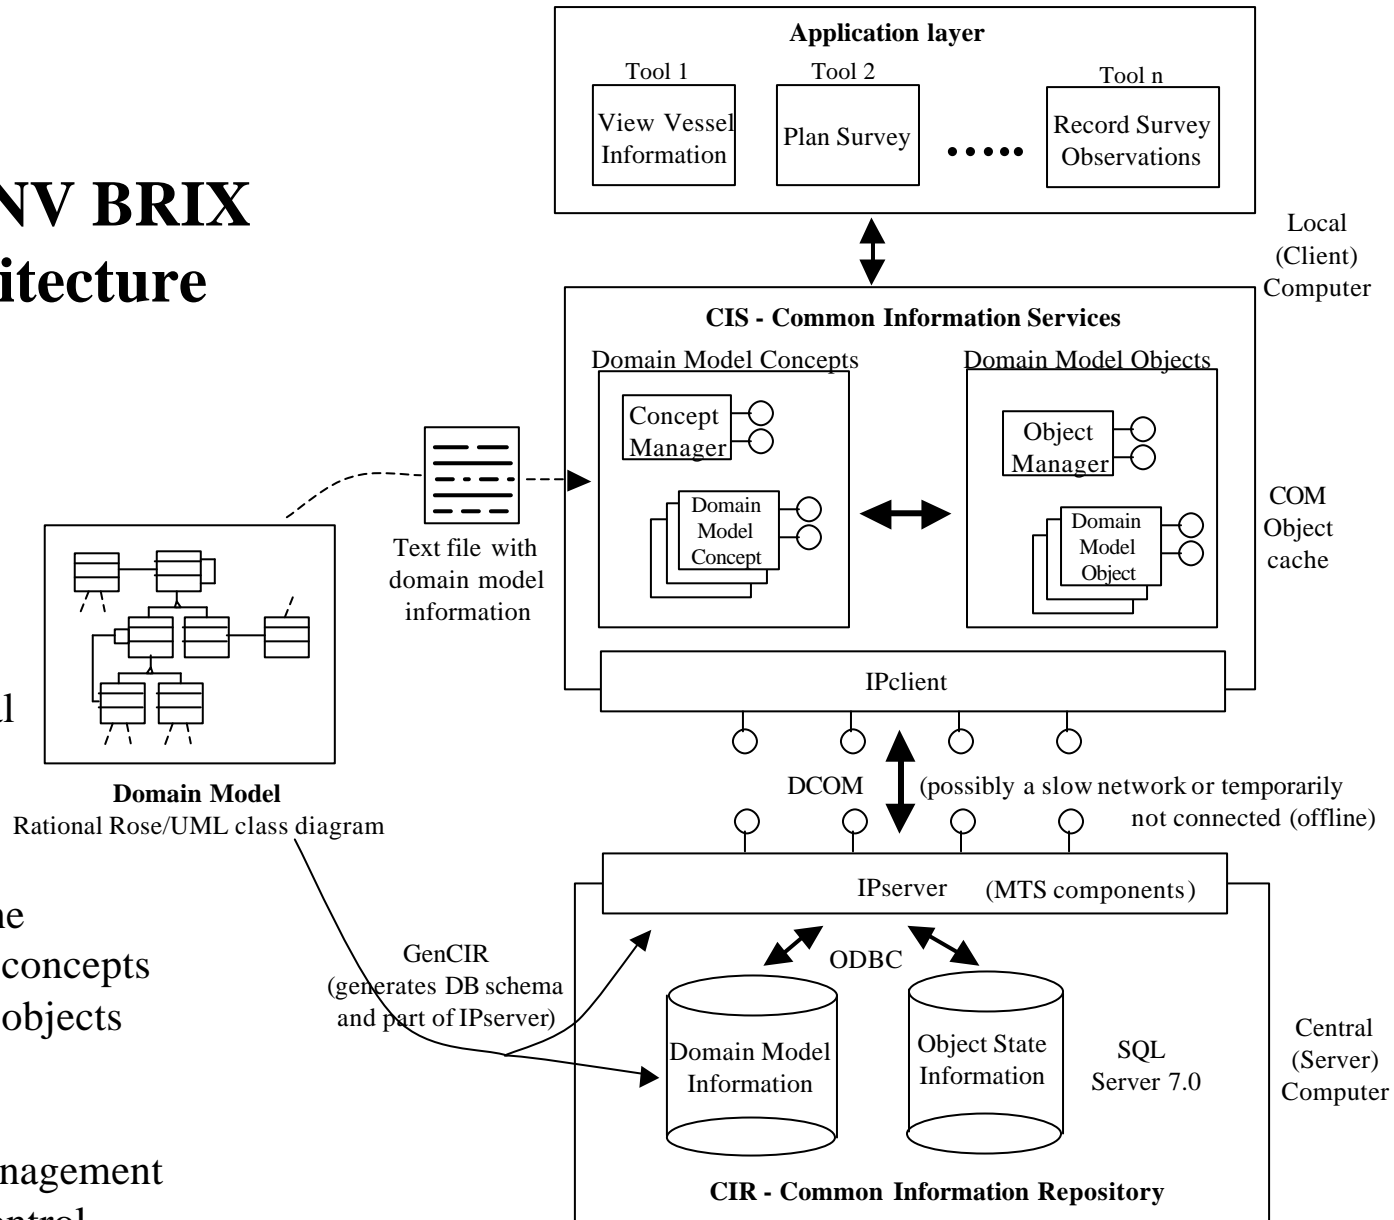 NV BRIX
itecture
Application layer
Tool 1
Tool 2
Tool n
View Vessel
Information
Plan Survey
Record Survey
Observations
Local
(Client)
Computer
CIS - Common Information Services
Domain Model Concepts
Domain Model Objects
Concept
Manager
Object
Manager
Domain
Model
Concept
Domain
Model
Object
COM
Object
cache
Text file with
domain model
information
IPclient
al
Domain Model
Rational Rose/UML class diagram
DCOM
(possibly a slow network or temporarily
not connected (offline)
IPserver (MTS components)
ne
concepts
objects
GenCIR
(generates DB schema
and part of IPserver)
ODBC
Domain Model
Information
Object State
Information
SQL
Server 7.0
Central
(Server)
Computer
nagement
ntrol
CIR - Common Information Repository